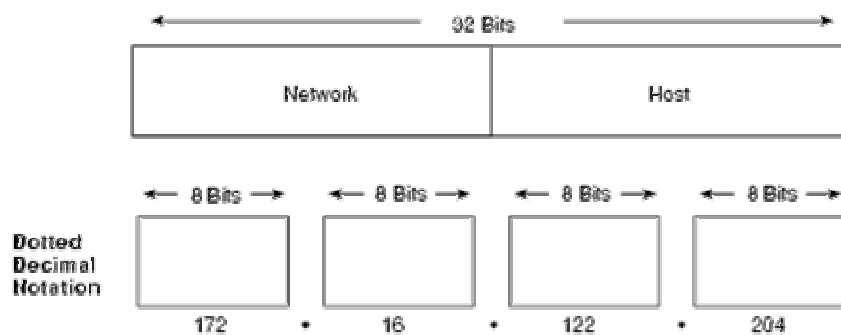 32 Bits
Network Host
8 Bits 8 Bits 8 Bits 8 Bits
Dotted
Decimal
Notation
172 • 16 • 122 • 204